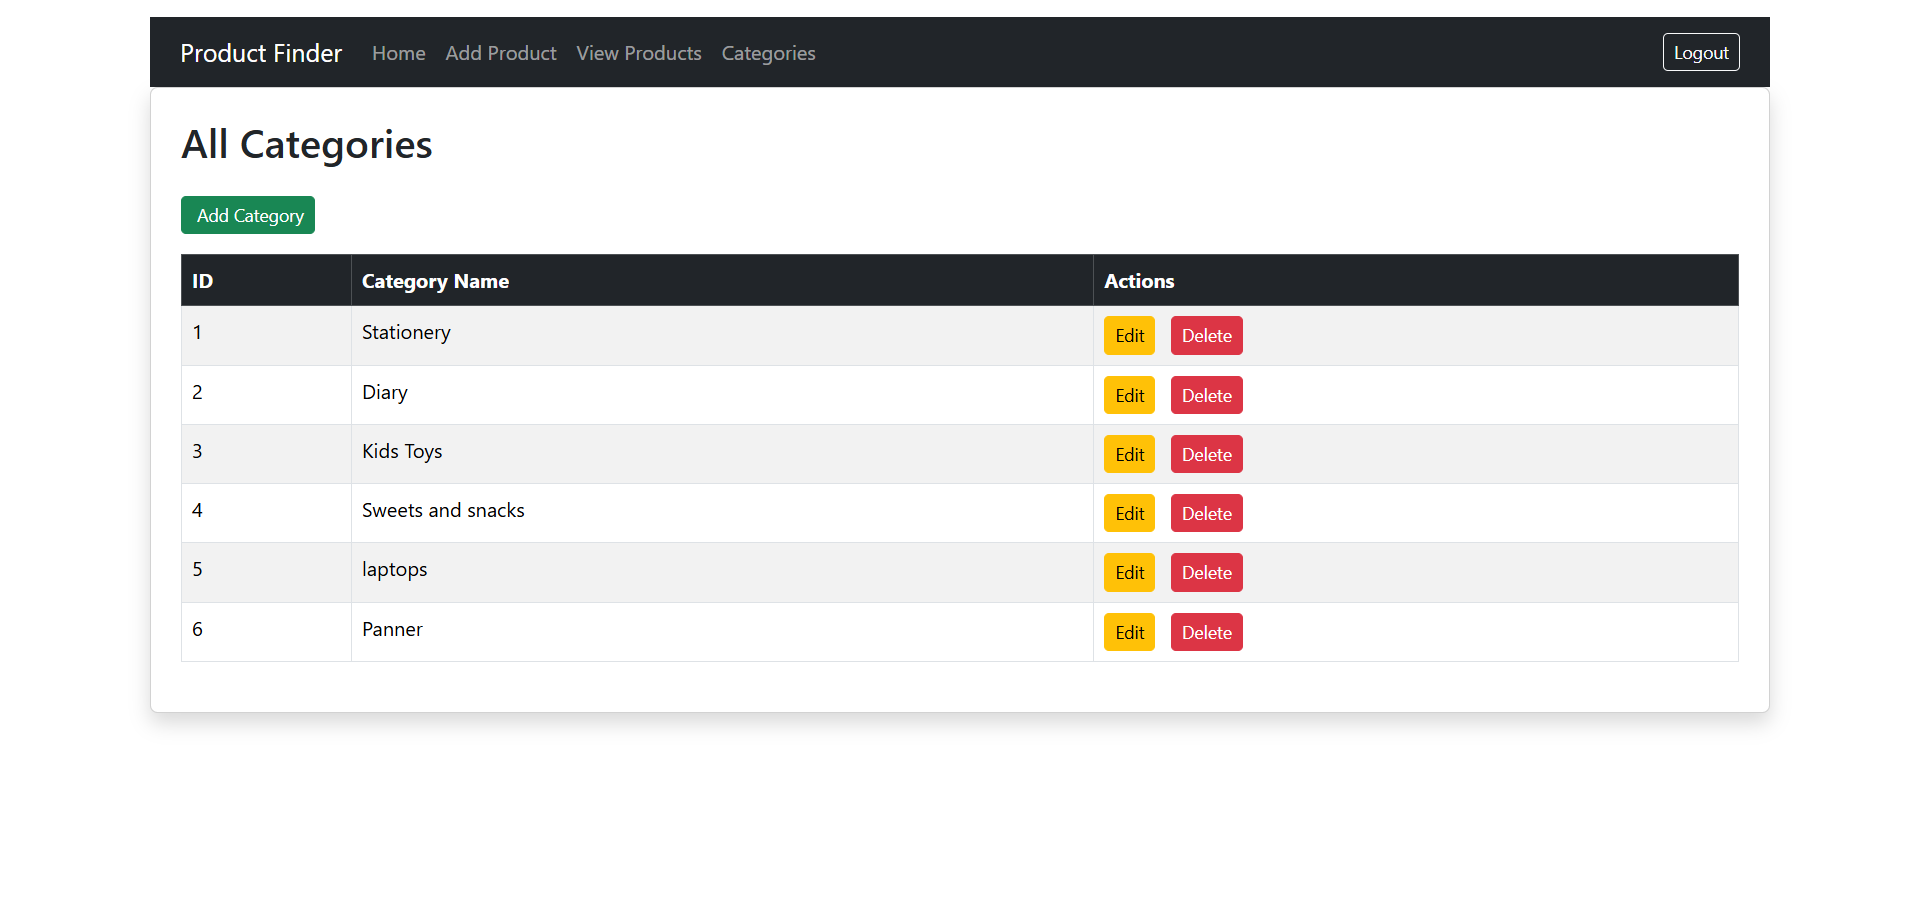 Product Finder Home Add Product View Products Categories Logout
All Categories
Add Category
ID Category Name Actions
1 Stationery Edit Delete
2 Diary Edit Delete
3 Kids Toys Edit Delete
4 Sweets and snacks Edit Delete
5 laptops Edit Delete
6 Panner Edit Delete